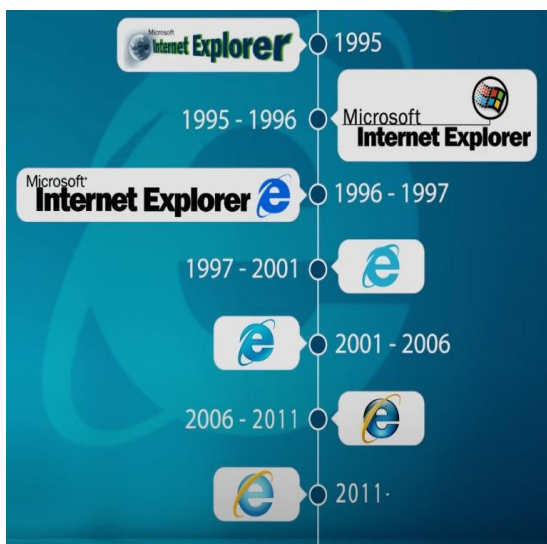 Microsoft
Internet Explorer
1995
1995 - 1996
Microsoft
Internet Explorer
Microsoft
Internet Explorer
1996 - 1997
1997 - 2001
2001 - 2006
2006 - 2011
2011-